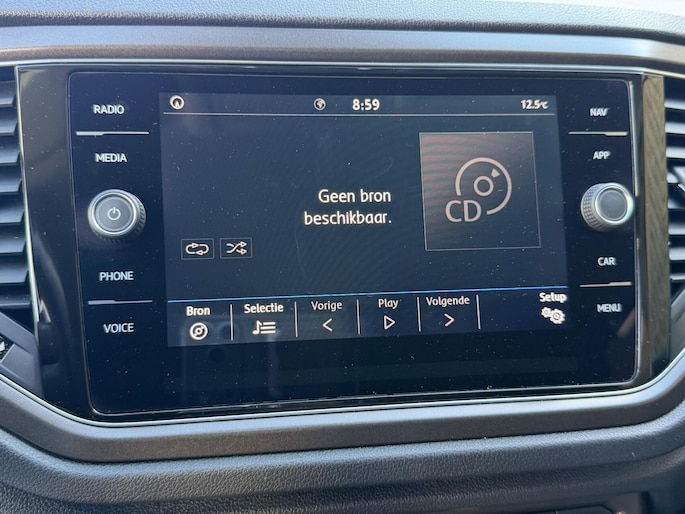 RADIO
MEDIA
PHONE
VOICE
8:59
12.5°C
Geen bron
beschikbaar.
CD
Bron
Selectie
Vorige
Play
Volgende
Setup
NAV
APP
CAR
MENU